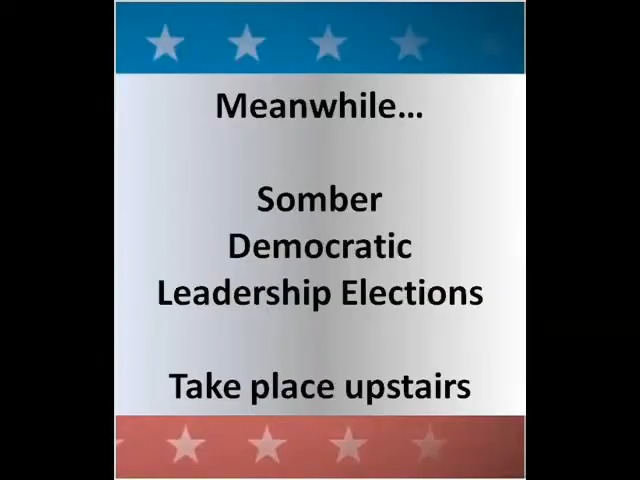 Meanwhile…
Somber
Democratic
Leadership Elections
Take place upstairs